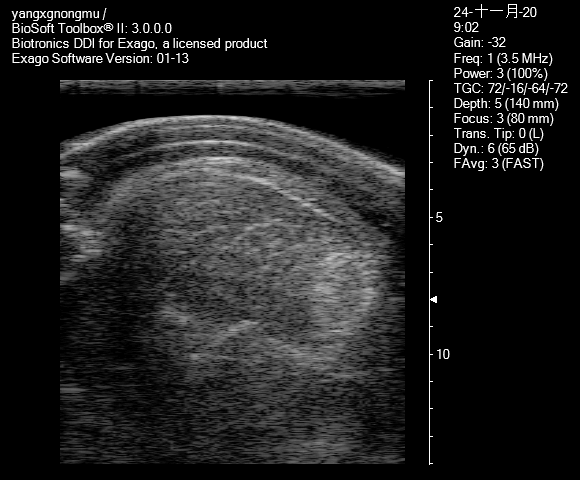 yangxgnongmu /
BioSoft Toolbox® II: 3.0.0.0
Biotronics DDI for Exago, a licensed product
Exago Software Version: 01-13
24-十一月-20
9:02
Gain: -32
Freq: 1 (3.5 MHz)
Power: 3 (100%)
TGC: 72/-16/-64/-72
Depth: 5 (140 mm)
Focus: 3 (80 mm)
Trans. Tip: 0 (L)
Dyn.: 6 (65 dB)
FAvg: 3 (FAST)
5
10